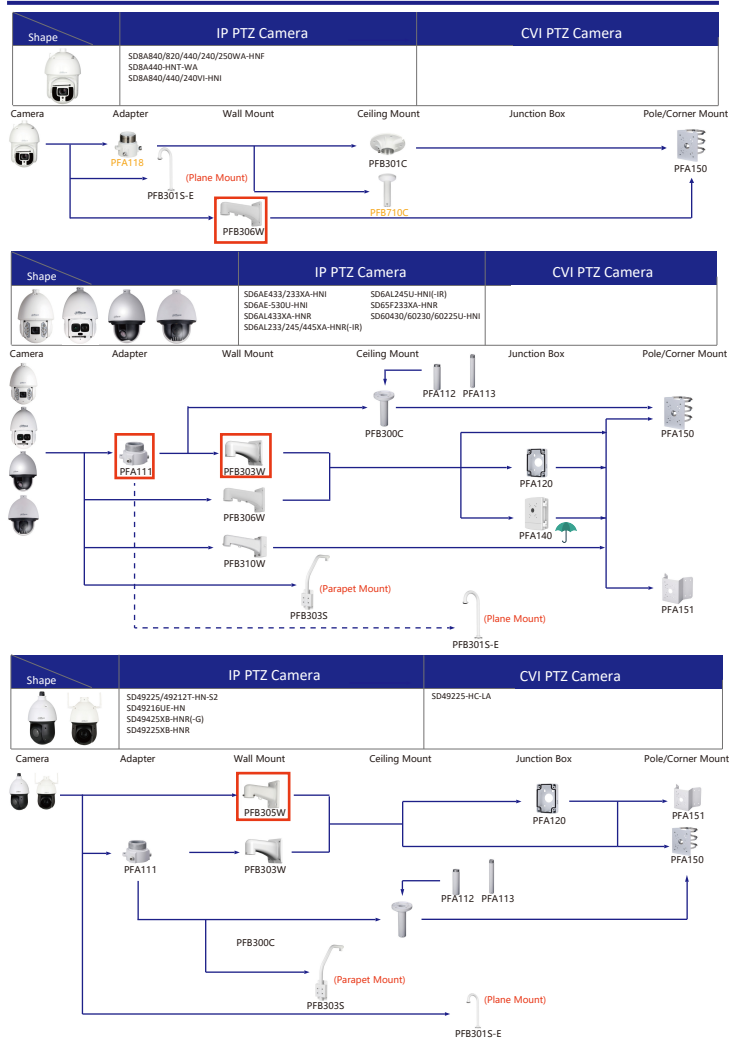 Shape
IP PTZ Camera
CVI PTZ Camera
SD8A840/820/440/240/250WA-HNF
SD8A440-HNT-WA
SD8A840/440/240VI-HNI
Camera
Adapter
Wall Mount
Ceiling Mount
Junction Box
Pole/Corner Mount
PFA118
PFB301C
PFA150
(Plane Mount)
PFB301S-E
PFB710C
PFB306W
Shape
IP PTZ Camera
CVI PTZ Camera
SD6AE433/233XA-HNI
SD6AL245U-HNI(-IR)
SD6AE-530U-HNI
SD65F233XA-HNR
SD6AL433XA-HNR
SD60430/60230/60225U-HNI
SD6AL233/245/445XA-HNR(-IR)
Camera
Adapter
Wall Mount
Ceiling Mount
Junction Box
Pole/Corner Mount
PFA112
PFA113
PFB300C
PFA150
PFA111
PFB303W
PFA120
PFB306W
PFA140
PFB310W
(Parapet Mount)
PFB303S
PFA151
(Plane Mount)
PFB301S-E
Shape
IP PTZ Camera
CVI PTZ Camera
SD49225/49212T-HN-S2
SD49216UE-HN
SD49425XB-HNR(-G)
SD49225XB-HNR
SD49225-HC-LA
Camera
Adapter
Wall Mount
Ceiling Mount
Junction Box
Pole/Corner Mount
PFB305W
PFA120
PFA151
PFA111
PFB303W
PFA150
PFA112
PFA113
PFB300C
(Parapet Mount)
PFB303S
(Plane Mount)
PFB301S-E